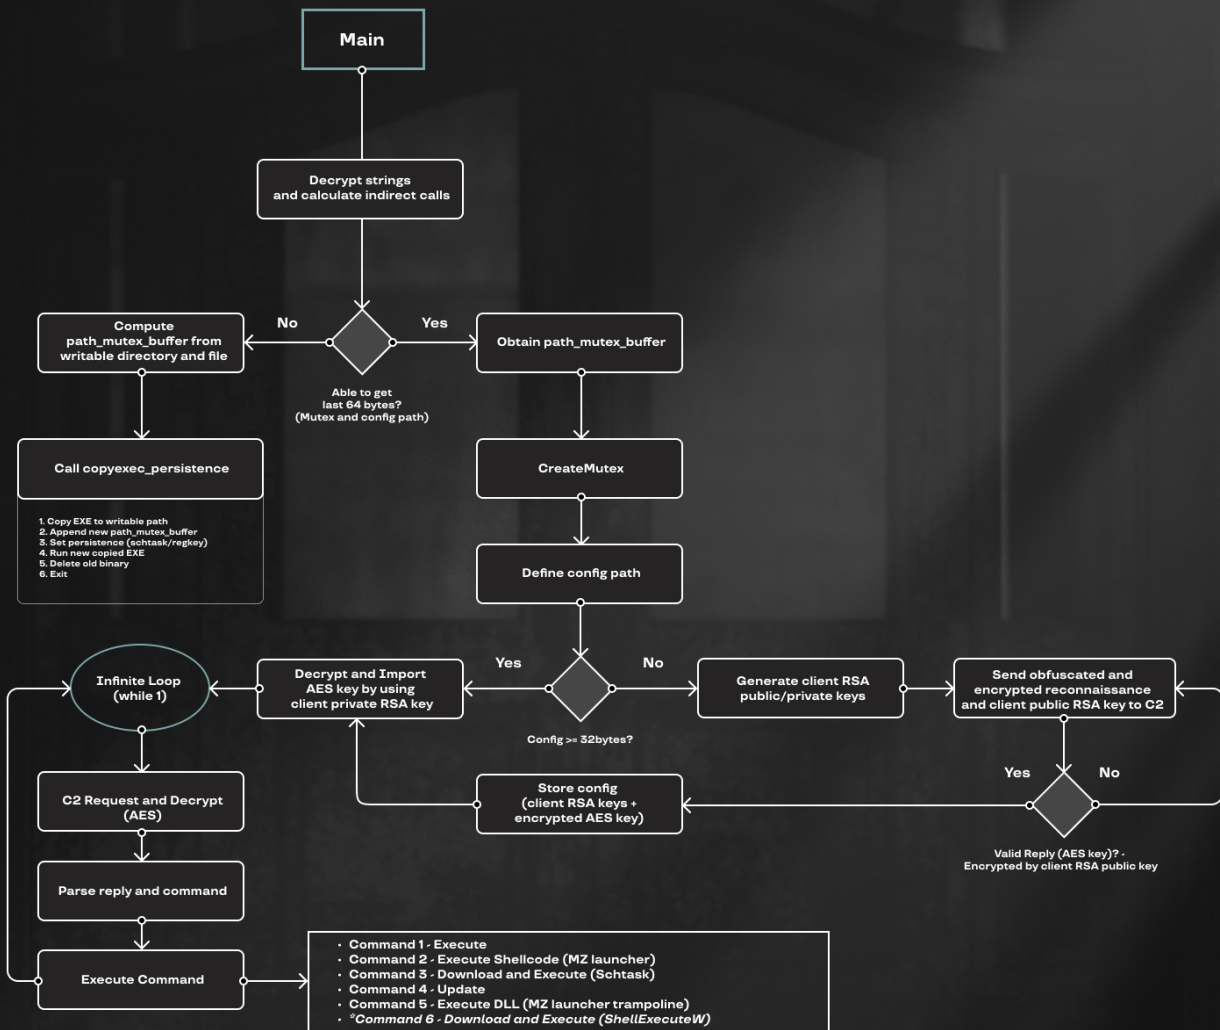 Main
Decrypt strings
and calculate indirect calls
No
Yes
Compute
path_mutex_buffer from
writable directory and file
Obtain path_mutex_buffer
Able to get
last 64 bytes?
(Mutex and config path)
Call copyexec_persistence
CreateMutex
1. Copy EXE to writable path
2. Append new path_mutex_buffer
3. Set persistence (schtask/regkey)
4. Run new copied EXE
5. Delete old binary
6. Exit
Define config path
Infinite Loop
(while 1)
Decrypt and Import
AES key by using
client private RSA key
Yes
No
Config >= 32bytes?
Generate client RSA
public/private keys
Send obfuscated and
encrypted reconnaissance
and client public RSA key to C2
Yes
No
Valid Reply (AES key)? -
Encrypted by client RSA public key
Store config
(client RSA keys +
encrypted AES key)
C2 Request and Decrypt
(AES)
Parse reply and command
Execute Command
• Command 1 - Execute
• Command 2 - Execute Shellcode (MZ launcher)
• Command 3 - Download and Execute (Schtask)
• Command 4 - Update
• Command 5 - Execute DLL (MZ launcher trampoline)
• *Command 6 - Download and Execute (ShellExecuteW)